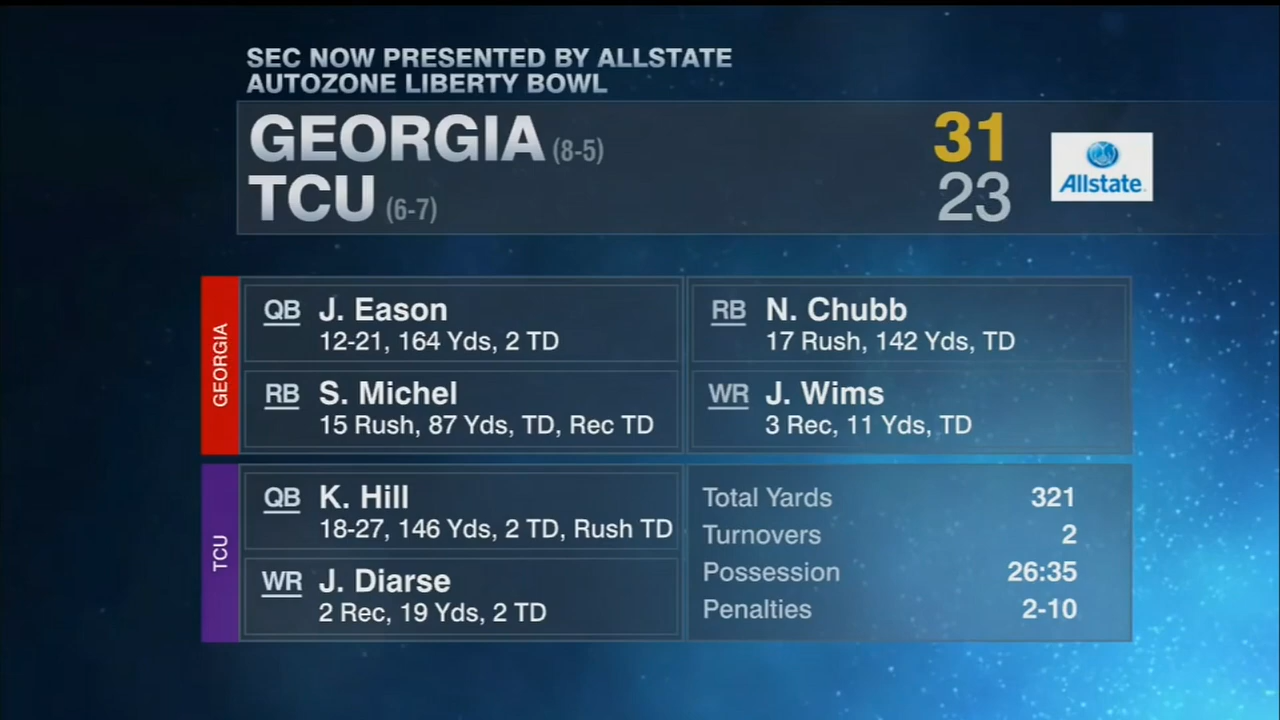 SEC NOW PRESENTED BY ALLSTATE
AUTOZONE LIBERTY BOWL
GEORGIA (8-5) 31
TCU (6-7) 23
Allstate
GEORGIA
QB J. Eason
12-21, 164 Yds, 2 TD
RB N. Chubb
17 Rush, 142 Yds, TD
RB S. Michel
15 Rush, 87 Yds, TD, Rec TD
WR J. Wims
3 Rec, 11 Yds, TD
TCU
QB K. Hill
18-27, 146 Yds, 2 TD, Rush TD
WR J. Diarse
2 Rec, 19 Yds, 2 TD
Total Yards 321
Turnovers 2
Possession 26:35
Penalties 2-10